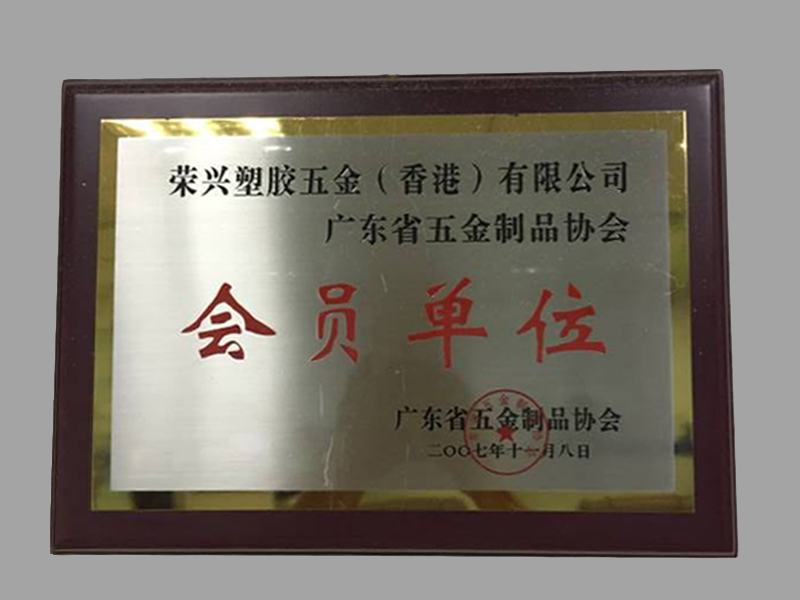 荣兴塑胶五金（香港）有限公司
广东省五金制品协会
会员单位
广东省五金制品协会
二〇〇七年十一月八日